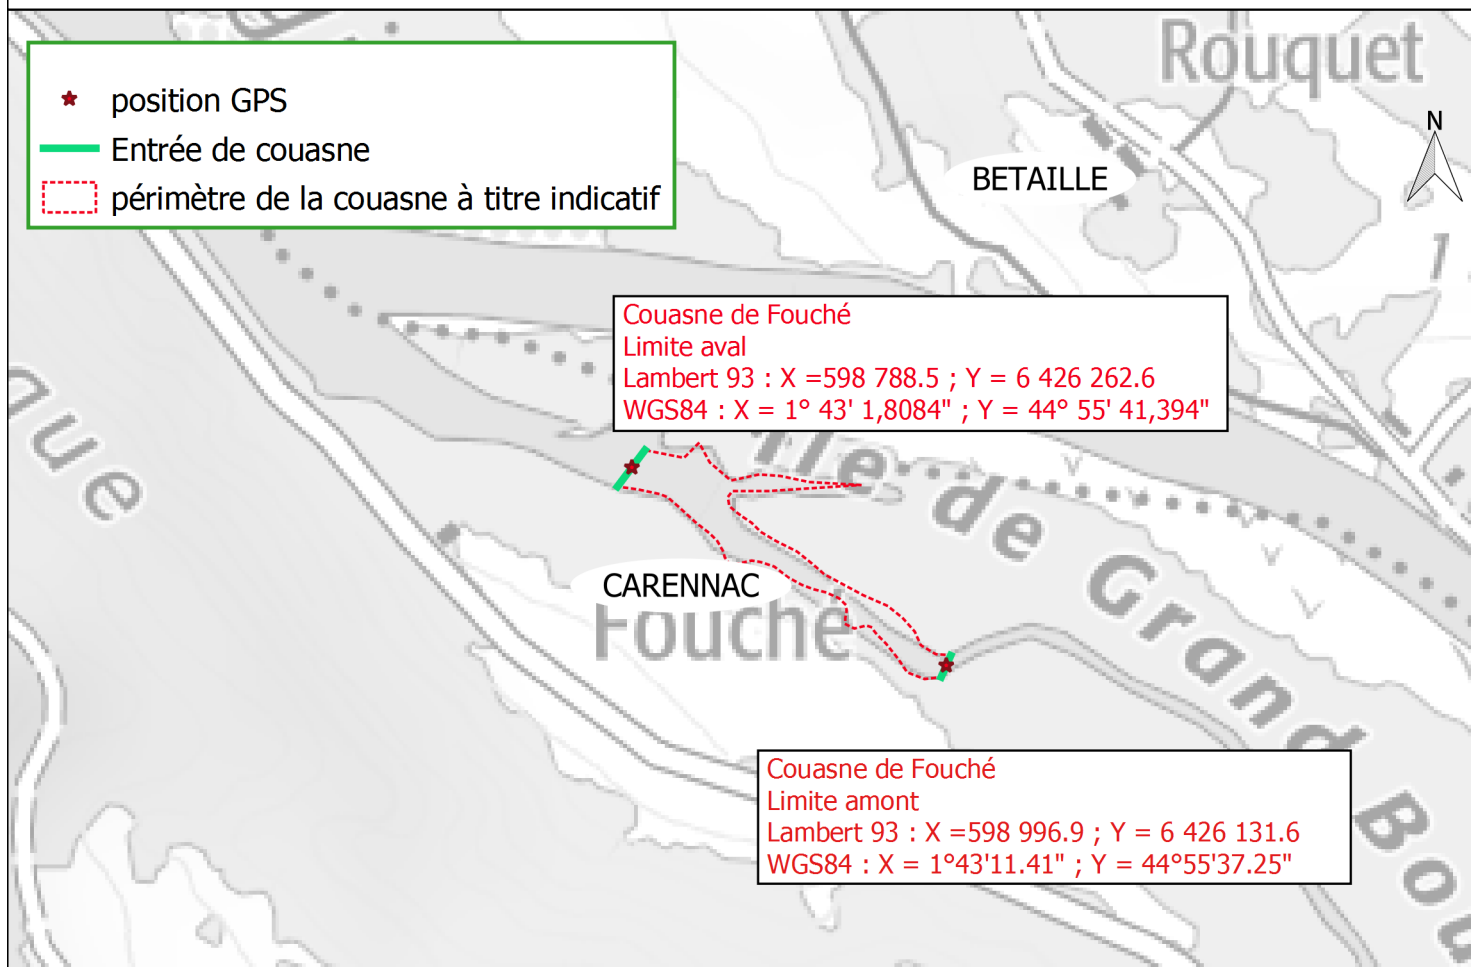 position GPS
Entrée de couasne
périmètre de la couasne à titre indicatif
Rouquet
N
BETAILLE
Couasne de Fouché
Limite aval
Lambert 93 : X =598 788.5 ; Y = 6 426 262.6
WGS84 : X = 1° 43' 1,8084" ; Y = 44° 55' 41,394"
que
Île de Grand Bou
CARENNAC
Fouché
Couasne de Fouché
Limite amont
Lambert 93 : X =598 996.9 ; Y = 6 426 131.6
WGS84 : X = 1°43'11.41" ; Y = 44°55'37.25"